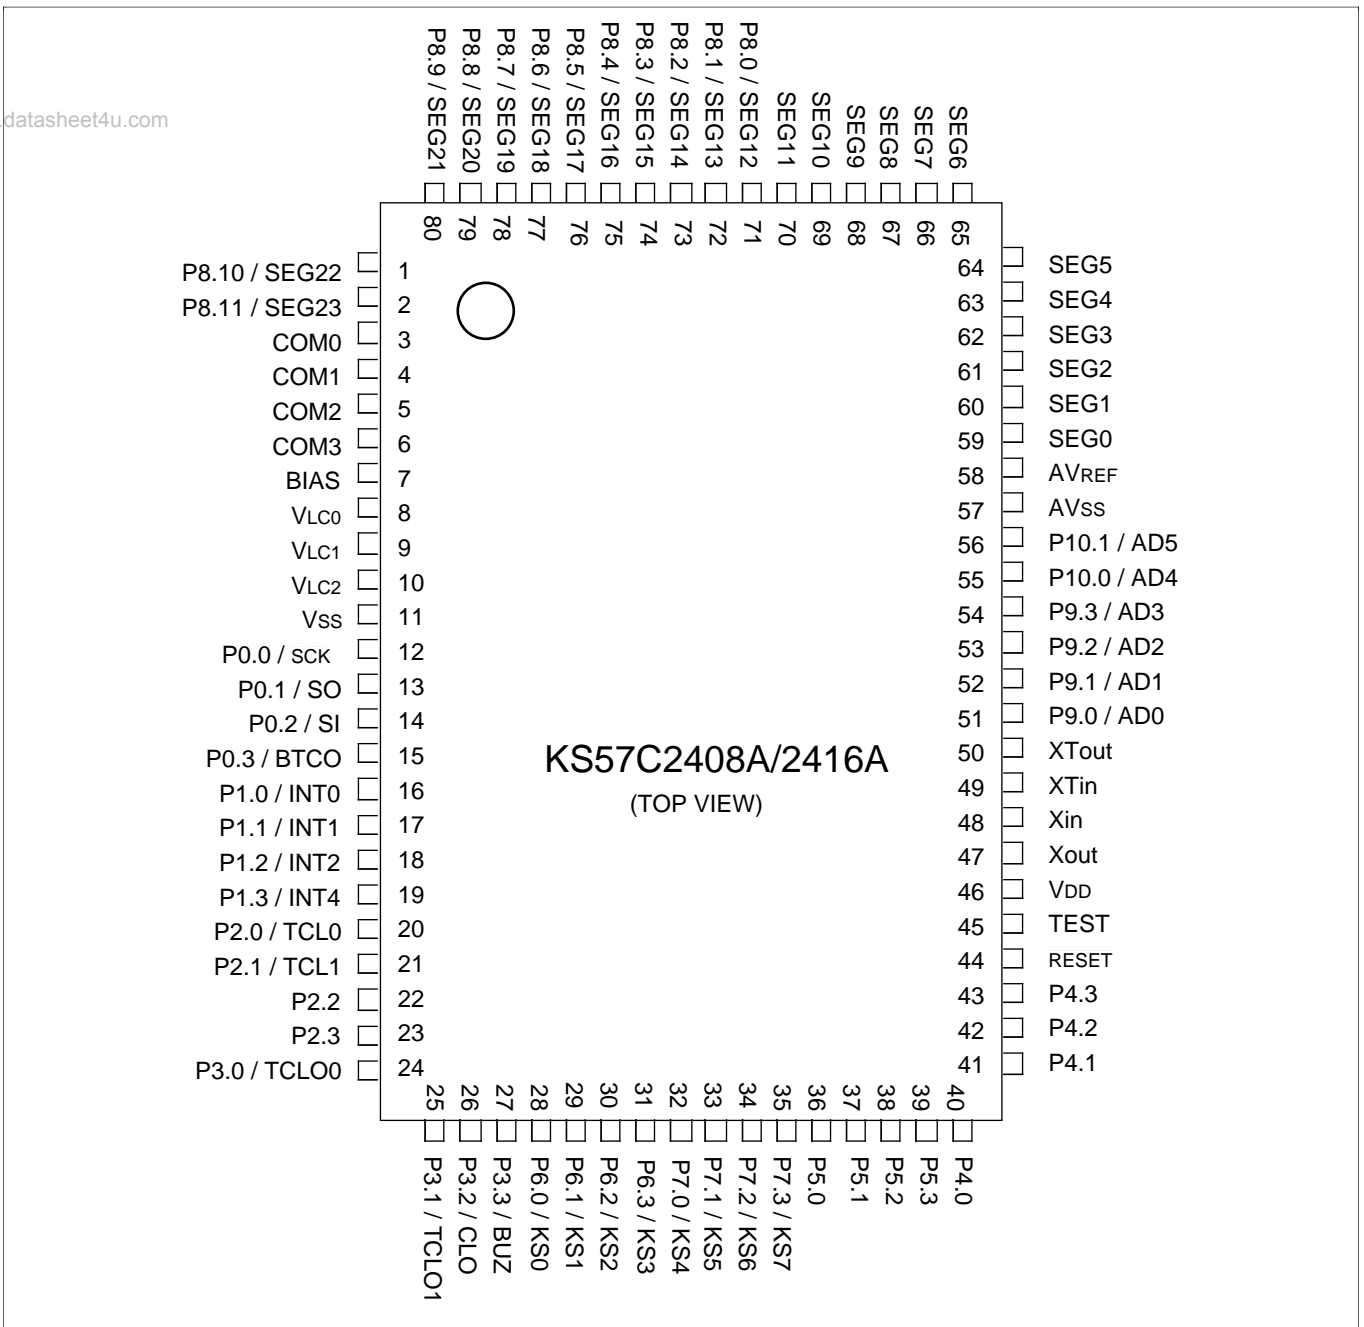 .datasheet4u.com
P8.9 / SEG21
P8.8 / SEG20
P8.7 / SEG19
P8.6 / SEG18
P8.5 / SEG17
P8.4 / SEG16
P8.3 / SEG15
P8.2 / SEG14
P8.1 / SEG13
P8.0 / SEG12
SEG11
SEG10
SEG9
SEG8
SEG7
SEG6
80
79
78
77
76
75
74
73
72
71
70
69
68
67
66
65
P8.10 / SEG22 1
P8.11 / SEG23 2
COM0 3
COM1 4
COM2 5
COM3 6
BIAS 7
VLC0 8
VLC1 9
VLC2 10
VSS 11
P0.0 / SCK 12
P0.1 / SO 13
P0.2 / SI 14
P0.3 / BTCO 15
P1.0 / INT0 16
P1.1 / INT1 17
P1.2 / INT2 18
P1.3 / INT4 19
P2.0 / TCL0 20
P2.1 / TCL1 21
P2.2 22
P2.3 23
P3.0 / TCLO0 24
KS57C2408A/2416A
(TOP VIEW)
64 SEG5
63 SEG4
62 SEG3
61 SEG2
60 SEG1
59 SEG0
58 AVREF
57 AVSS
56 P10.1 / AD5
55 P10.0 / AD4
54 P9.3 / AD3
53 P9.2 / AD2
52 P9.1 / AD1
51 P9.0 / AD0
50 XTout
49 XTin
48 Xin
47 Xout
46 VDD
45 TEST
44 RESET
43 P4.3
42 P4.2
41 P4.1
25
26
27
28
29
30
31
32
33
34
35
36
37
38
39
40
P3.1 / TCLO1
P3.2 / CLO
P3.3 / BUZ
P6.0 / KS0
P6.1 / KS1
P6.2 / KS2
P6.3 / KS3
P7.0 / KS4
P7.1 / KS5
P7.2 / KS6
P7.3 / KS7
P5.0
P5.1
P5.2
P5.3
P4.0